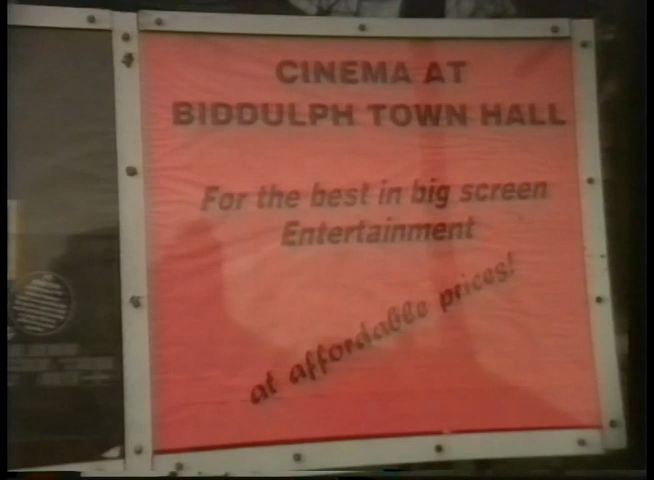 CINEMA AT
BIDDULPH TOWN HALL
For the best in big screen
Entertainment
at affordable prices!